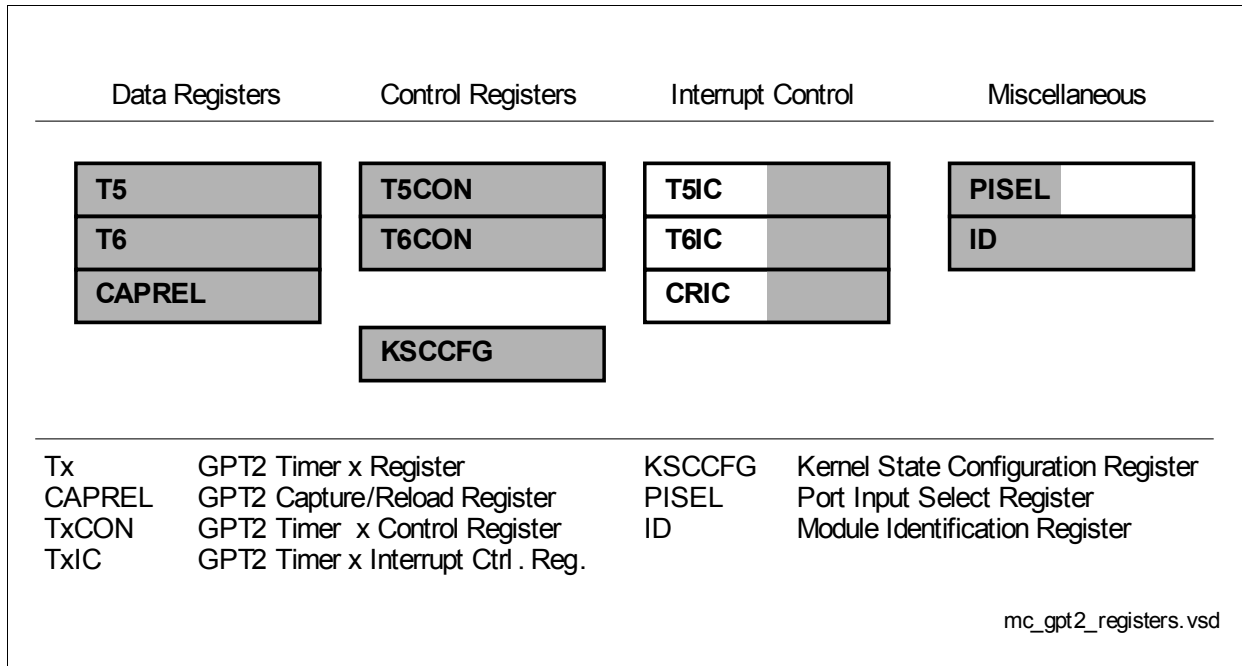 Data Registers Control Registers Interrupt Control Miscellaneous
T5 T5CON T5IC PISEL
T6 T6CON T6IC ID
CAPREL CRIC
KSCCFG
Tx GPT2 Timer x Register KSCCFG Kernel State Configuration Register
CAPREL GPT2 Capture/Reload Register PISEL Port Input Select Register
TxCON GPT2 Timer x Control Register ID Module Identification Register
TxIC GPT2 Timer x Interrupt Ctrl . Reg.
mc_gpt2_registers.vsd